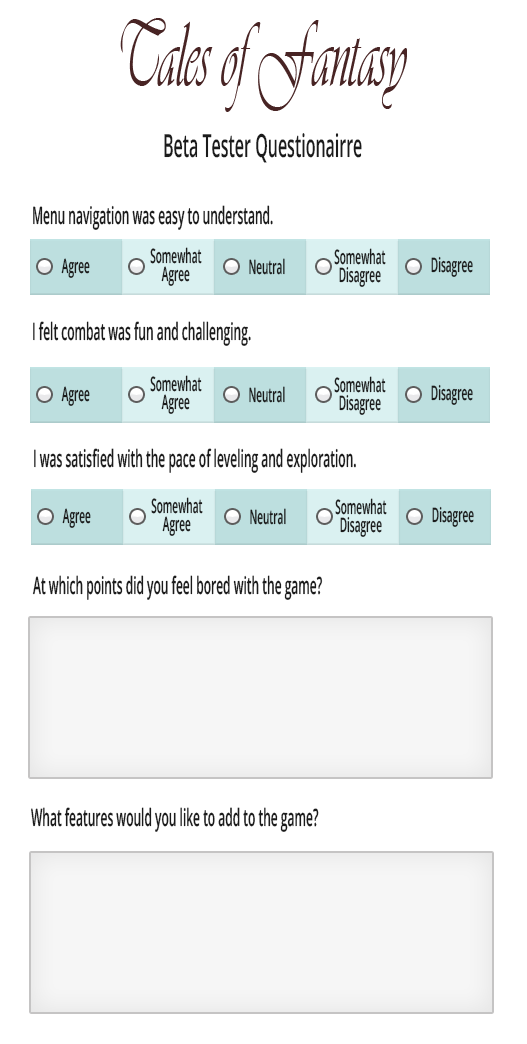 Tales of Fantasy
Beta Tester Questionairre
Menu navigation was easy to understand.
Agree
Somewhat
Agree
Neutral
Somewhat
Disagree
Disagree
I felt combat was fun and challenging.
Agree
Somewhat
Agree
Neutral
Somewhat
Disagree
Disagree
I was satisfied with the pace of leveling and exploration.
Agree
Somewhat
Agree
Neutral
Somewhat
Disagree
Disagree
At which points did you feel bored with the game?
What features would you like to add to the game?